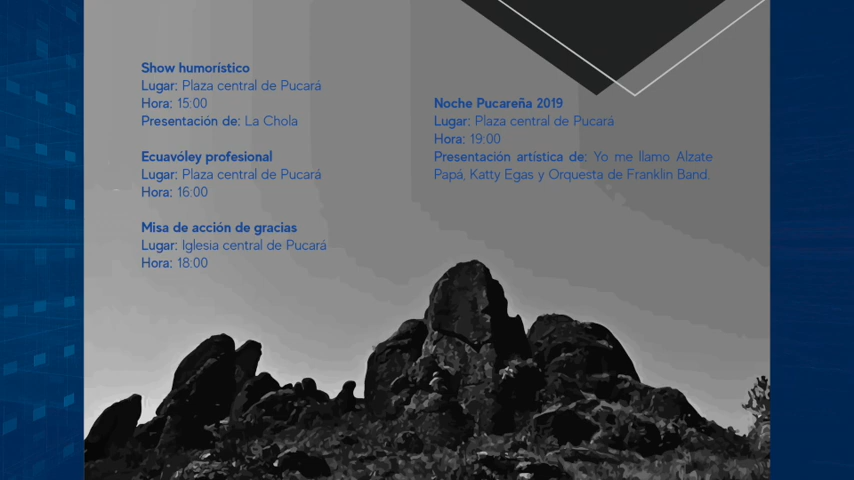 Show humorístico
Lugar: Plaza central de Pucará
Hora: 15:00
Presentación de: La Chola
Ecuavóley profesional
Lugar: Plaza central de Pucará
Hora: 16:00
Misa de acción de gracias
Lugar: Iglesia central de Pucará
Hora: 18:00
Noche Pucareña 2019
Lugar: Plaza central de Pucará
Hora: 19:00
Presentación artística de: Yo me llamo Alzate
Papá, Katty Egas y Orquesta de Franklin Band.